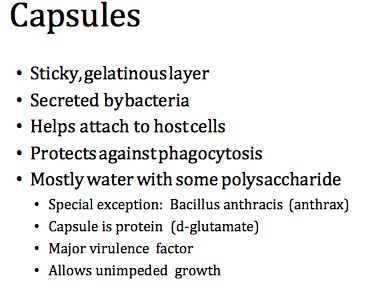 Capsules
• Sticky, gelatinous layer
• Secreted by bacteria
• Helps attach to host cells
• Protects against phagocytosis
• Mostly water with some polysaccharide
• Special exception: Bacillus anthracis (anthrax)
• Capsule is protein (d-glutamate)
• Major virulence factor
• Allows unimpeded growth